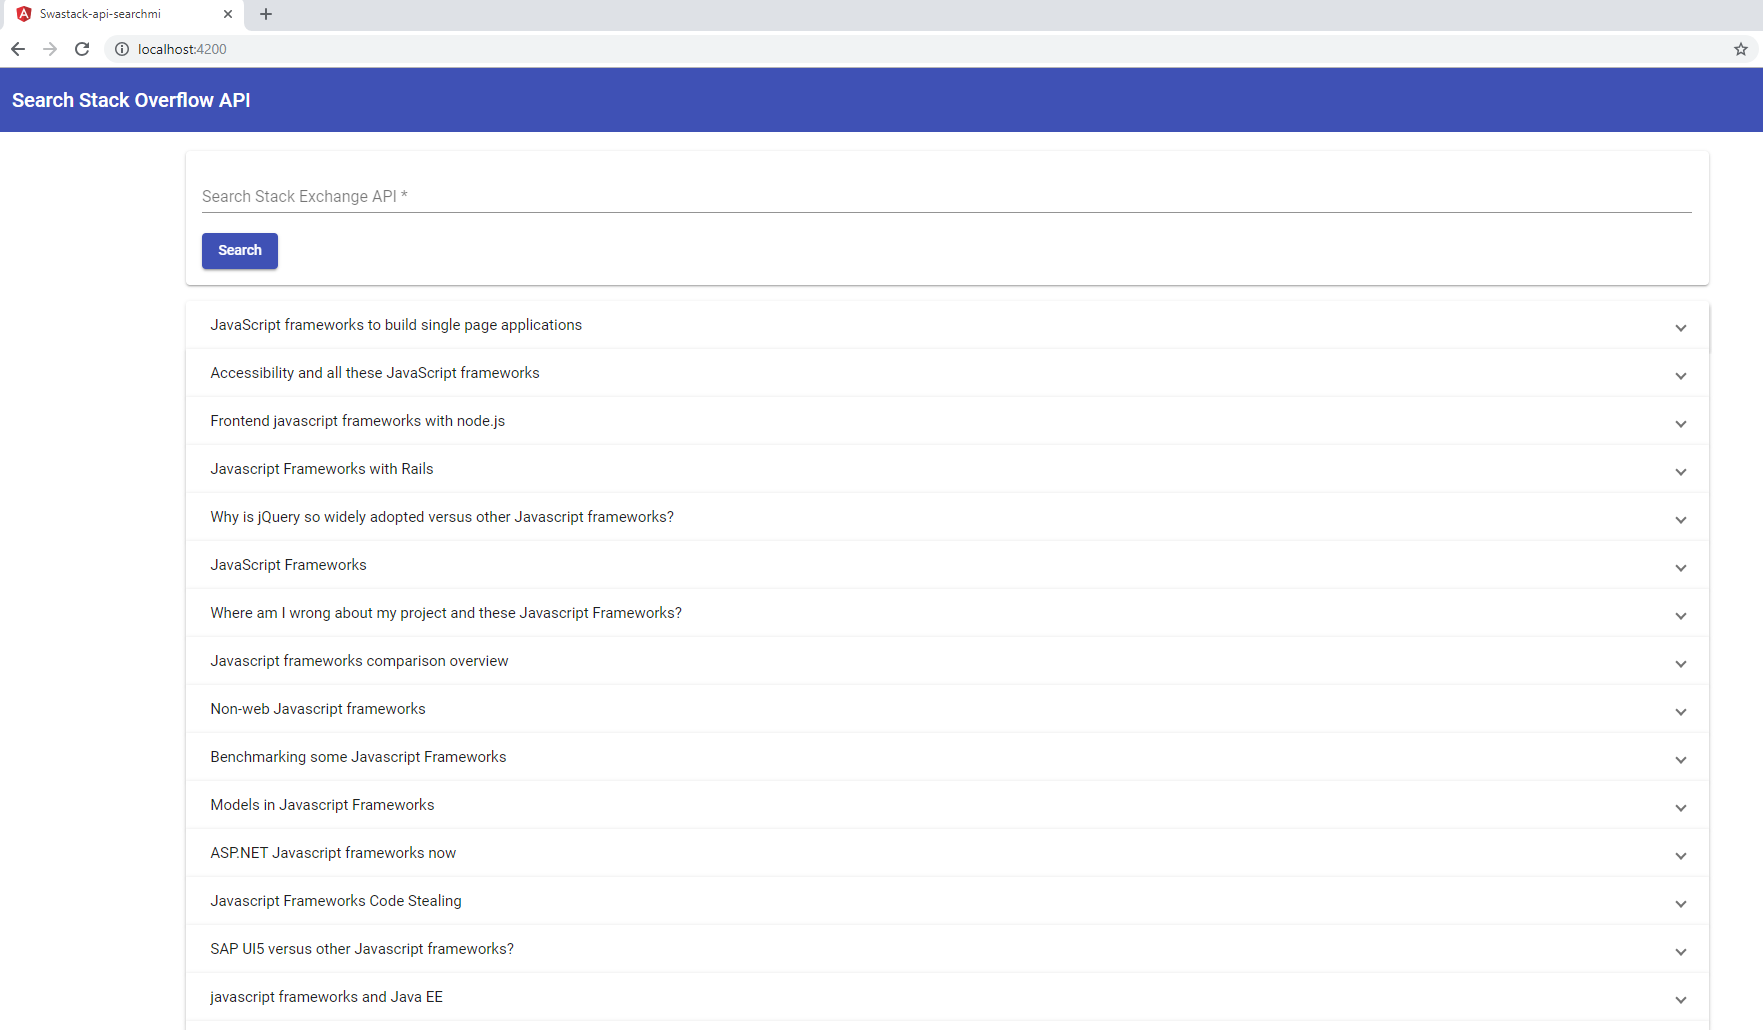 Swastack-api-searchmi
localhost:4200
Search Stack Overflow API
Search Stack Exchange API *
Search
JavaScript frameworks to build single page applications
Accessibility and all these JavaScript frameworks
Frontend javascript frameworks with node.js
Javascript Frameworks with Rails
Why is jQuery so widely adopted versus other Javascript frameworks?
JavaScript Frameworks
Where am I wrong about my project and these Javascript Frameworks?
Javascript frameworks comparison overview
Non-web Javascript frameworks
Benchmarking some Javascript Frameworks
Models in Javascript Frameworks
ASP.NET Javascript frameworks now
Javascript Frameworks Code Stealing
SAP UI5 versus other Javascript frameworks?
javascript frameworks and Java EE